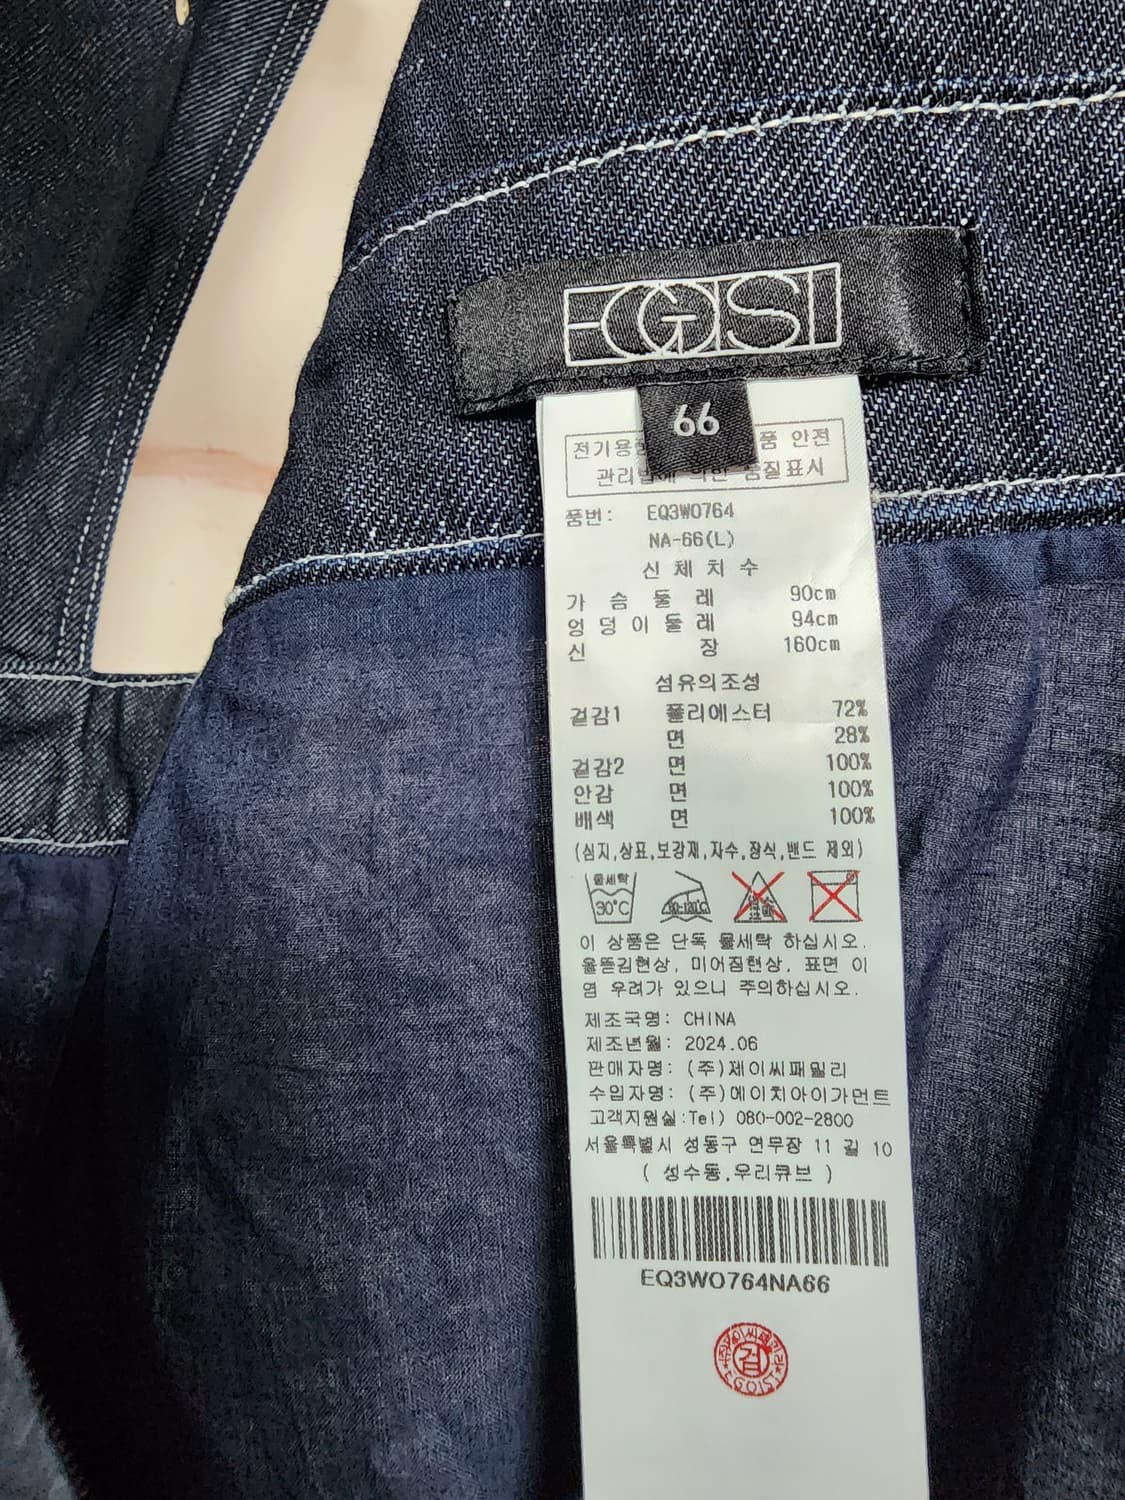 EGOIST
66
전기용 품 안전
관리법에 의한 품질표시
품번: EQ3WO764
NA-66(L)
신체치수
가슴둘레 90cm
엉덩이둘레 94cm
신장 160cm
섬유의조성
겉감1 폴리에스터 72%
면 28%
겉감2 면 100%
안감 면 100%
배색 면 100%
(심지,상표,보강재,자수,장식,밴드 제외)
물세탁
30°C 80-120℃
이 상품은 단독 물세탁 하십시오.
올뜯김현상, 미어짐현상, 표면 이
염 우려가 있으니 주의하십시오.
제조국명: CHINA
제조년월: 2024.06
판매자명: (주)제이씨패밀리
수입자명: (주)에이치아이가먼트
고객지원실:Tel) 080-002-2800
서울특별시 성동구 연무장 11 길 10
( 성수동,우리큐브 )
EQ3WO764NA66
(주)제이씨패밀리
검
EGOIST